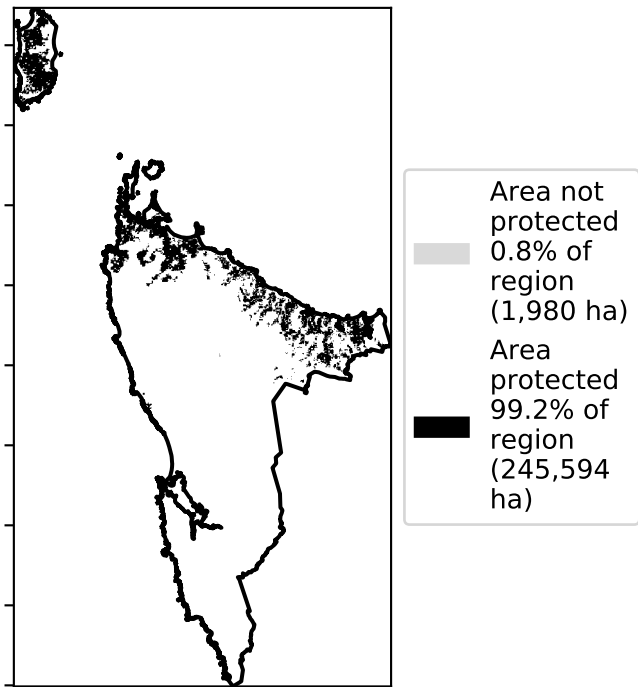 Area not
protected
0.8% of
region
(1,980 ha)
Area
protected
99.2% of
region
(245,594
ha)